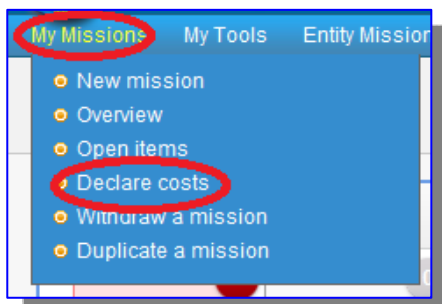 My Missions My Tools Entity Mission
New mission
Overview
Open items
Declare costs
Withdraw a mission
Duplicate a mission